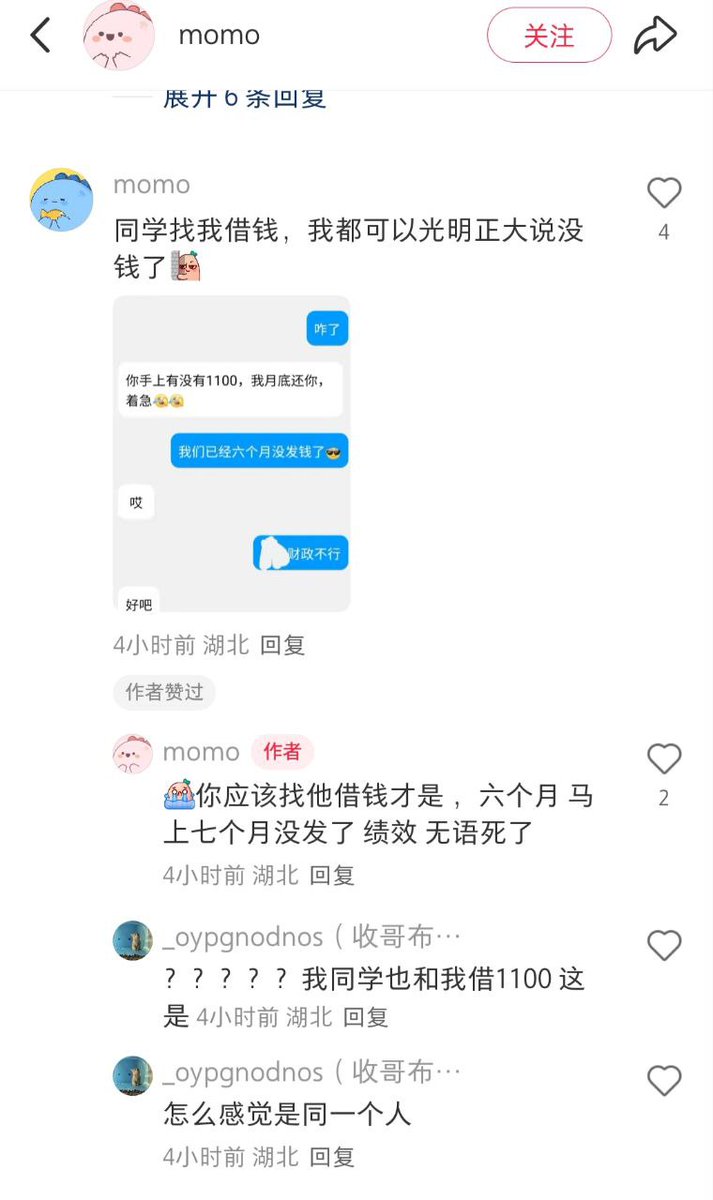 momo
关注
展开 6 条回复
momo
同学找我借钱，我都可以光明正大说没
钱了
4
咋了
你手上有没有1100，我月底还你，
着急
我们已经六个月没发钱了
哎
财政不行
好吧
4小时前 湖北 回复
作者赞过
momo 作者
你应该找他借钱才是 ，六个月 马
上七个月没发了 绩效 无语死了
2
4小时前 湖北 回复
_oypgnodnos（收哥布…
？？？？？我同学也和我借1100 这
是 4小时前 湖北 回复
_oypgnodnos（收哥布…
怎么感觉是同一个人
4小时前 湖北 回复